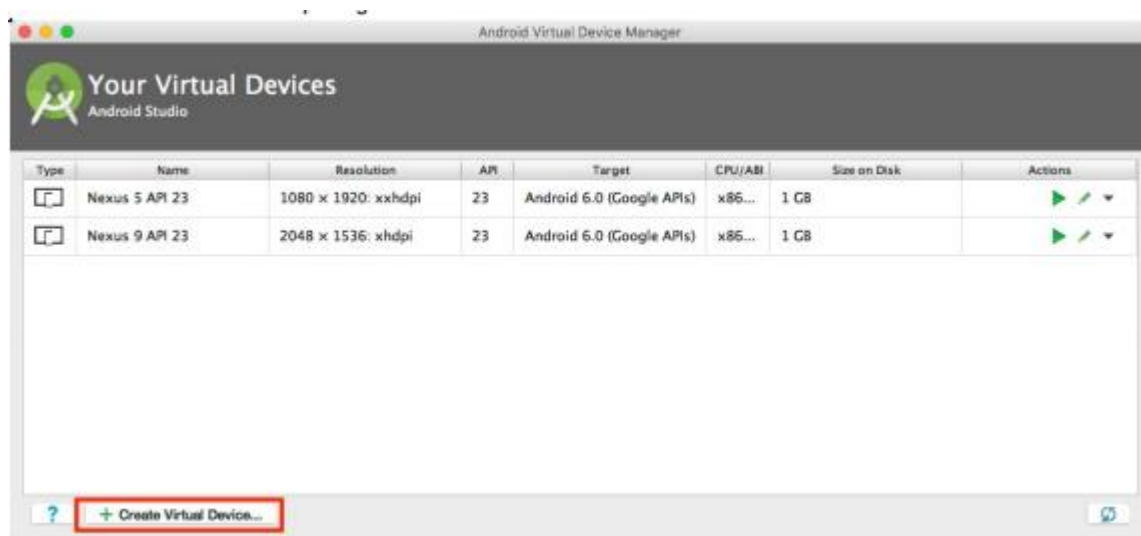 Android Virtual Device Manager
Your Virtual Devices
Android Studio
Type Name Resolution API Target CPU/ABI Size on Disk Actions
Nexus 5 API 23 1080 × 1920: xxhdpi 23 Android 6.0 (Google APIs) x86... 1 GB
Nexus 9 API 23 2048 × 1536: xhdpi 23 Android 6.0 (Google APIs) x86... 1 GB
? + Create Virtual Device...